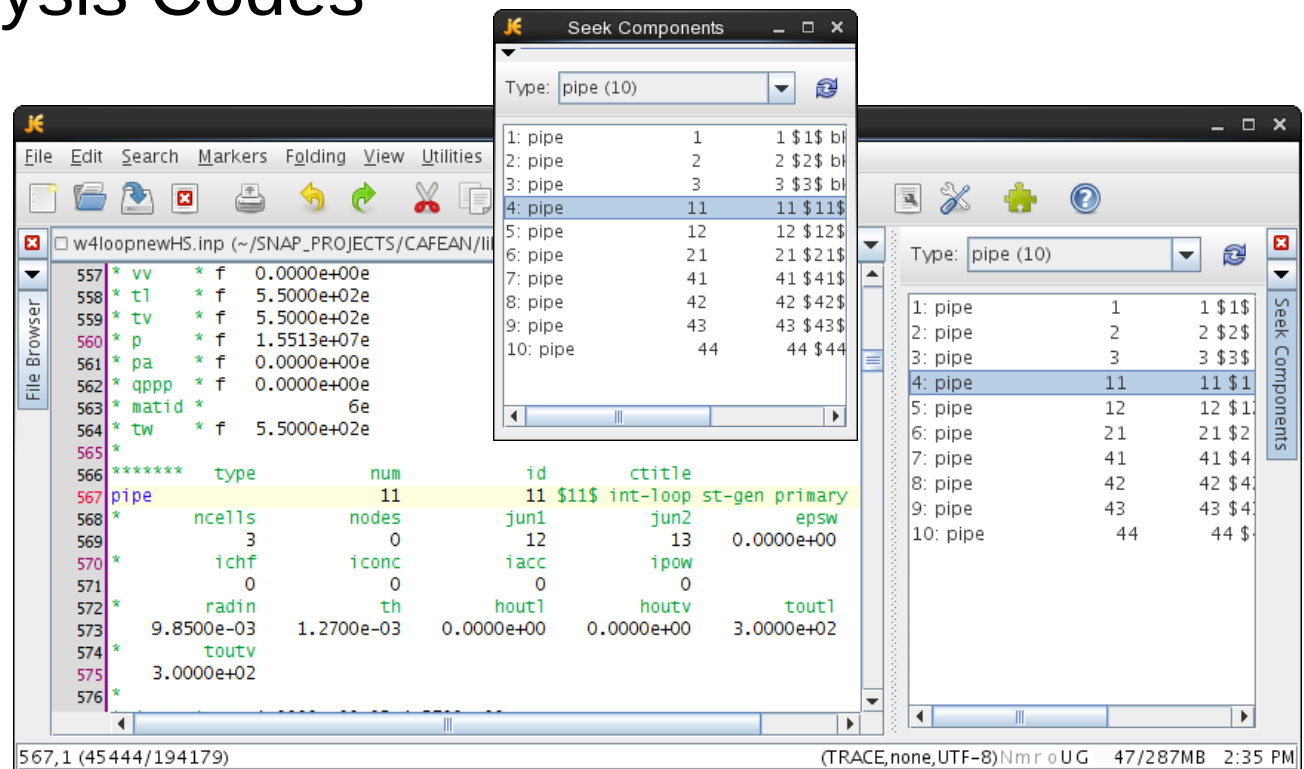 ysis Codes
Seek Components
Type: pipe (10)
1: pipe 1 1 $1$ bl
2: pipe 2 2 $2$ bl
3: pipe 3 3 $3$ bl
4: pipe 11 11 $11$
5: pipe 12 12 $12$
6: pipe 21 21 $21$
7: pipe 41 41 $41$
8: pipe 42 42 $42$
9: pipe 43 43 $43$
10: pipe 44 44 $44
File Edit Search Markers Folding View Utilities
w4loopnewHS.inp (~/SNAP_PROJECTS/CAFEAN/li
File Browser
557 * vv * f 0.0000e+00e
558 * tl * f 5.5000e+02e
559 * tv * f 5.5000e+02e
560 * p * f 1.5513e+07e
561 * pa * f 0.0000e+00e
562 * qppp * f 0.0000e+00e
563 * matid * 6e
564 * tw * f 5.5000e+02e
565 *
566 ******* type num id ctitle
567 pipe 11 11 $11$ int-loop st-gen primary
568 * ncells nodes jun1 jun2 epsw
569 3 0 12 13 0.0000e+00
570 * ichf iconc iacc ipow
571 0 0 0 0
572 * radin th houtl houtv toutl
573 9.8500e-03 1.2700e-03 0.0000e+00 0.0000e+00 3.0000e+02
574 * toutv
575 3.0000e+02
576 *
Type: pipe (10)
1: pipe 1 1 $1$
2: pipe 2 2 $2$
3: pipe 3 3 $3$
4: pipe 11 11 $1
5: pipe 12 12 $1
6: pipe 21 21 $2
7: pipe 41 41 $4
8: pipe 42 42 $4
9: pipe 43 43 $4
10: pipe 44 44 $
Seek Components
567,1 (45444/194179) (TRACE,none,UTF-8)NmroUG 47/287MB 2:35 PM